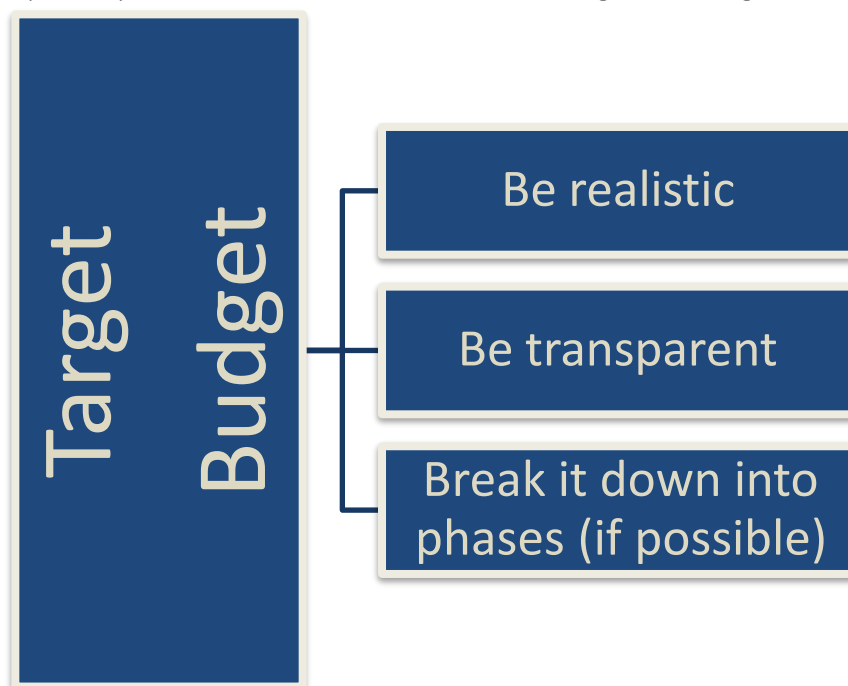 Target
Budget
Be realistic
Be transparent
Break it down into
phases (if possible)